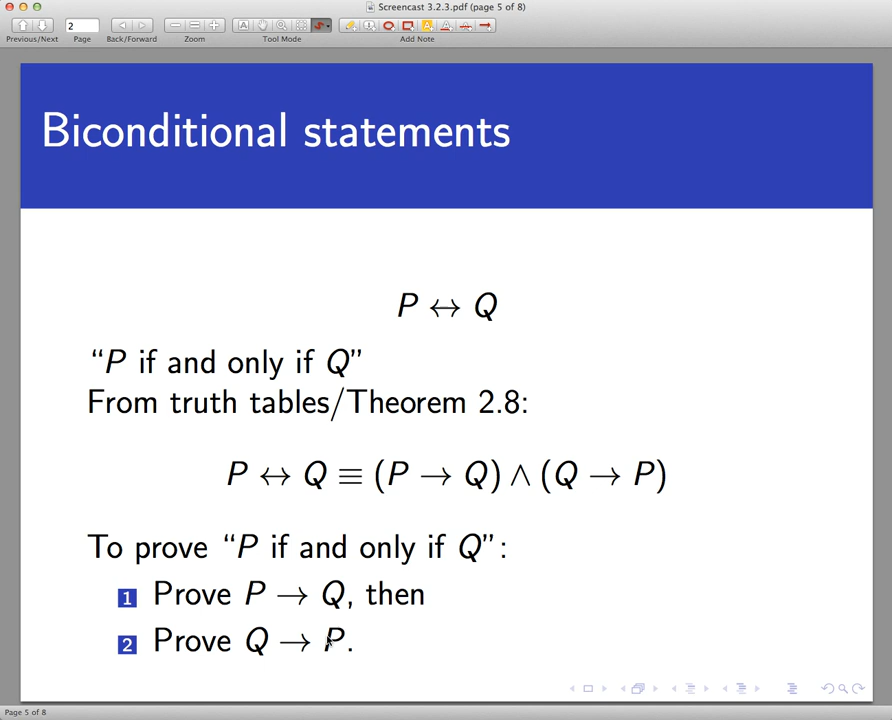 Screencast 3.2.3.pdf (page 5 of 8)
2
Previous/Next Page Back/Forward Zoom Tool Mode Add Note
Biconditional statements
P ↔ Q
“P if and only if Q”
From truth tables/Theorem 2.8:
P ↔ Q ≡ (P → Q) ∧ (Q → P)
To prove “P if and only if Q”:
1 Prove P → Q, then
2 Prove Q → P.
Page 5 of 8